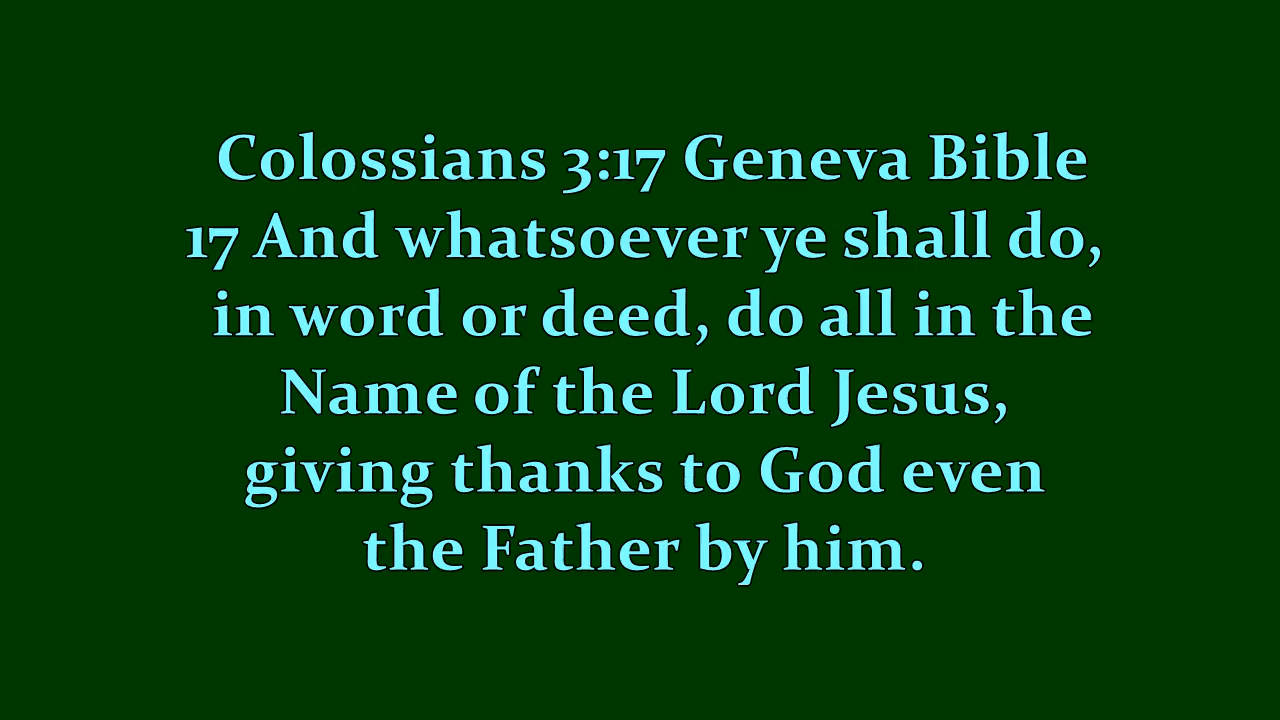 Colossians 3:17 Geneva Bible
17 And whatsoever ye shall do,
in word or deed, do all in the
Name of the Lord Jesus,
giving thanks to God even
the Father by him.